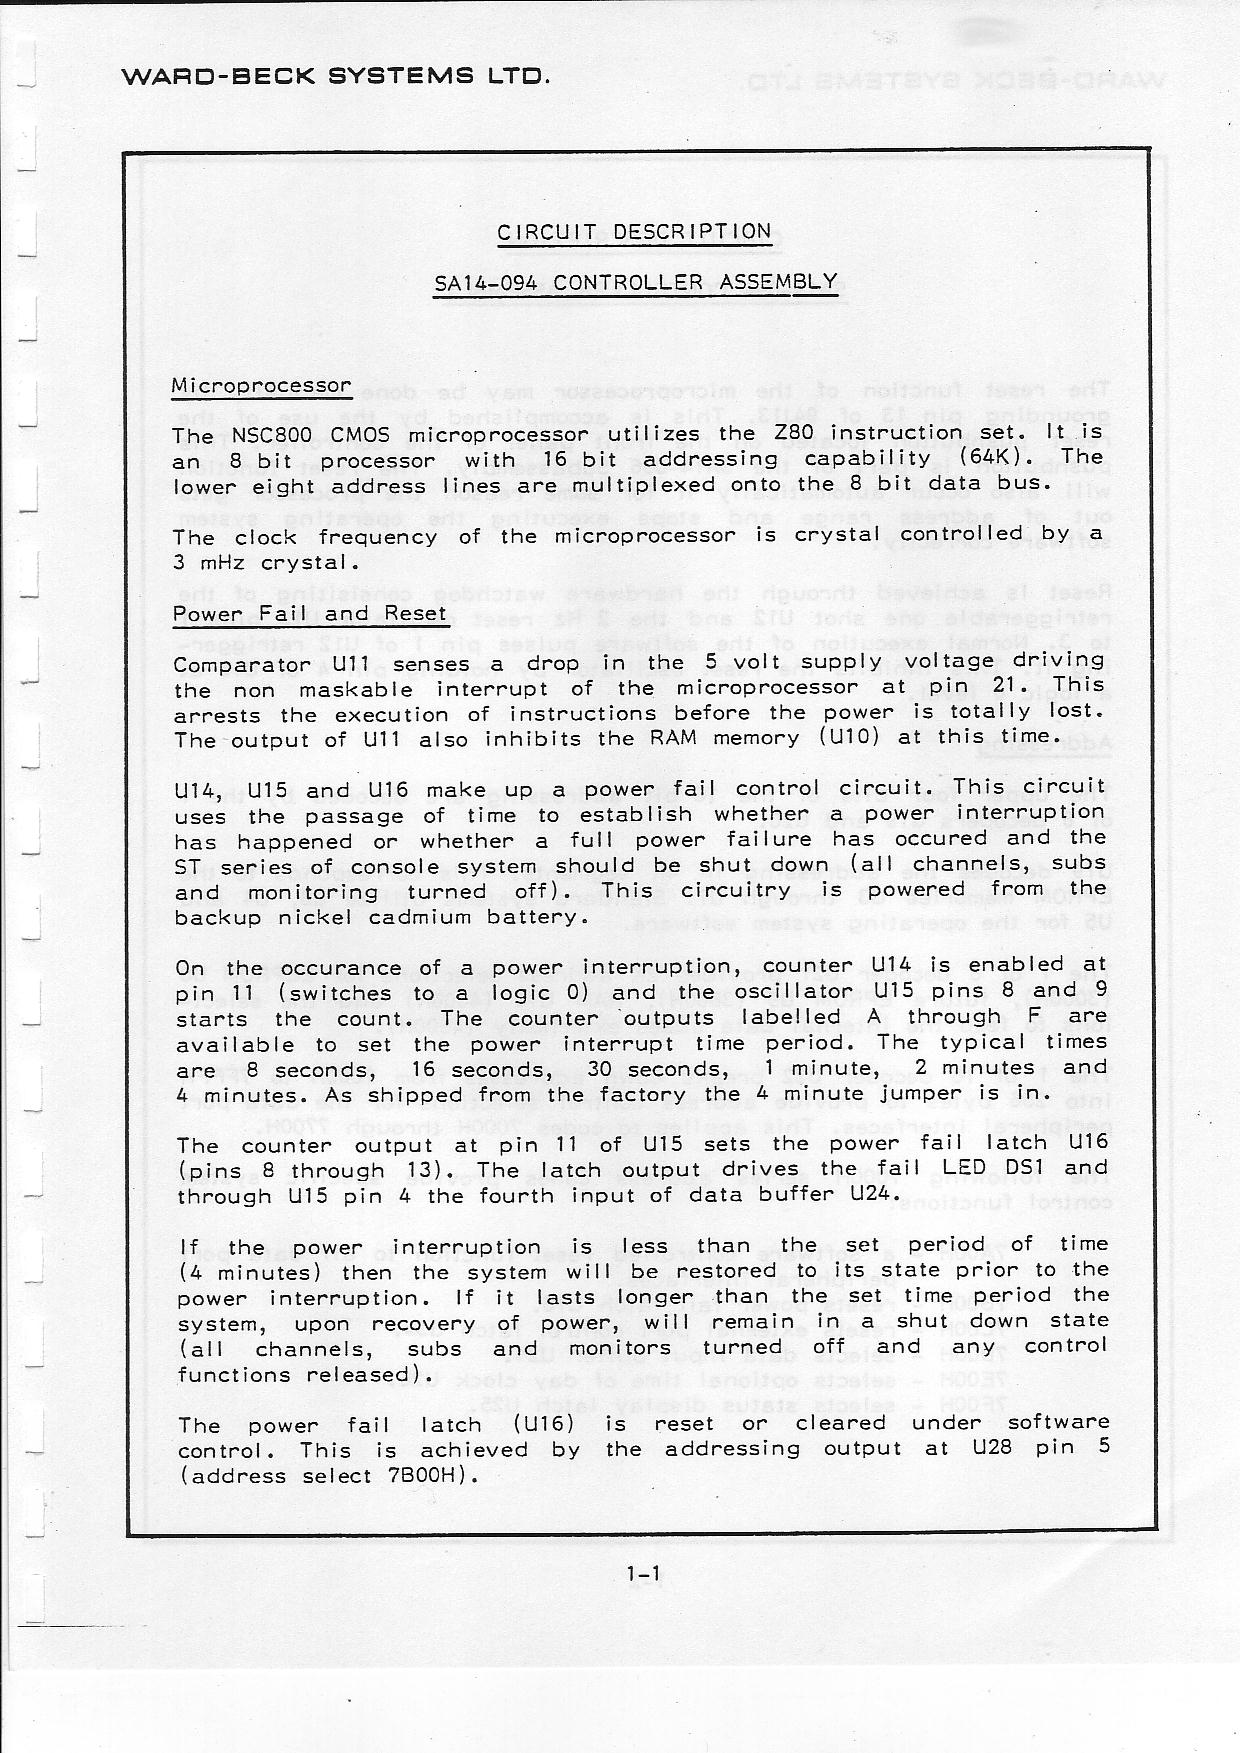 WARD-BECK SYSTEMS LTD.
CIRCUIT DESCRIPTION
SA14-094 CONTROLLER ASSEMBLY
Microprocessor
The NSC800 CMOS microprocessor utilizes the Z80 instruction set. It is
an 8 bit processor with 16 bit addressing capability (64K). The
lower eight address lines are multiplexed onto the 8 bit data bus.
The clock frequency of the microprocessor is crystal controlled by a
3 mHz crystal.
Power Fail and Reset
Comparator U11 senses a drop in the 5 volt supply voltage driving
the non maskable interrupt of the microprocessor at pin 21. This
arrests the execution of instructions before the power is totally lost.
The output of U11 also inhibits the RAM memory (U10) at this time.
U14, U15 and U16 make up a power fail control circuit. This circuit
uses the passage of time to establish whether a power interruption
has happened or whether a full power failure has occured and the
ST series of console system should be shut down (all channels, subs
and monitoring turned off). This circuitry is powered from the
backup nickel cadmium battery.
On the occurance of a power interruption, counter U14 is enabled at
pin 11 (switches to a logic 0) and the oscillator U15 pins 8 and 9
starts the count. The counter outputs labelled A through F are
available to set the power interrupt time period. The typical times
are 8 seconds, 16 seconds, 30 seconds, 1 minute, 2 minutes and
4 minutes. As shipped from the factory the 4 minute jumper is in.
The counter output at pin 11 of U15 sets the power fail latch U16
(pins 8 through 13). The latch output drives the fail LED DS1 and
through U15 pin 4 the fourth input of data buffer U24.
If the power interruption is less than the set period of time
(4 minutes) then the system will be restored to its state prior to the
power interruption. If it lasts longer than the set time period the
system, upon recovery of power, will remain in a shut down state
(all channels, subs and monitors turned off and any control
functions released).
The power fail latch (U16) is reset or cleared under software
control. This is achieved by the addressing output at U28 pin 5
(address select 7B00H).
1-1